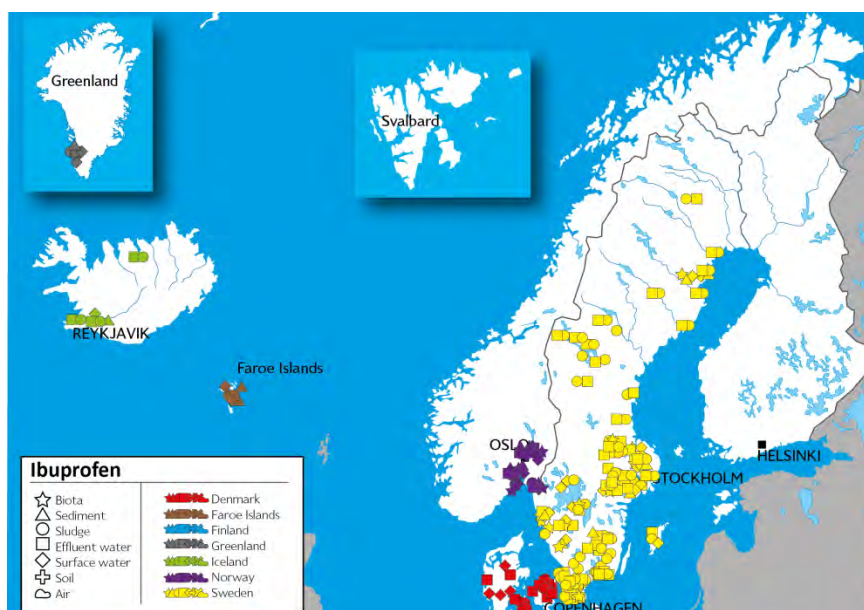 Greenland
Svalbard
REYKJAVIK
Faroe Islands
OSLO
HELSINKI
STOCKHOLM
COPENHAGEN
Ibuprofen
Biota
Sediment
Sludge
Effluent water
Surface water
Soil
Air
Denmark
Faroe Islands
Finland
Greenland
Iceland
Norway
Sweden